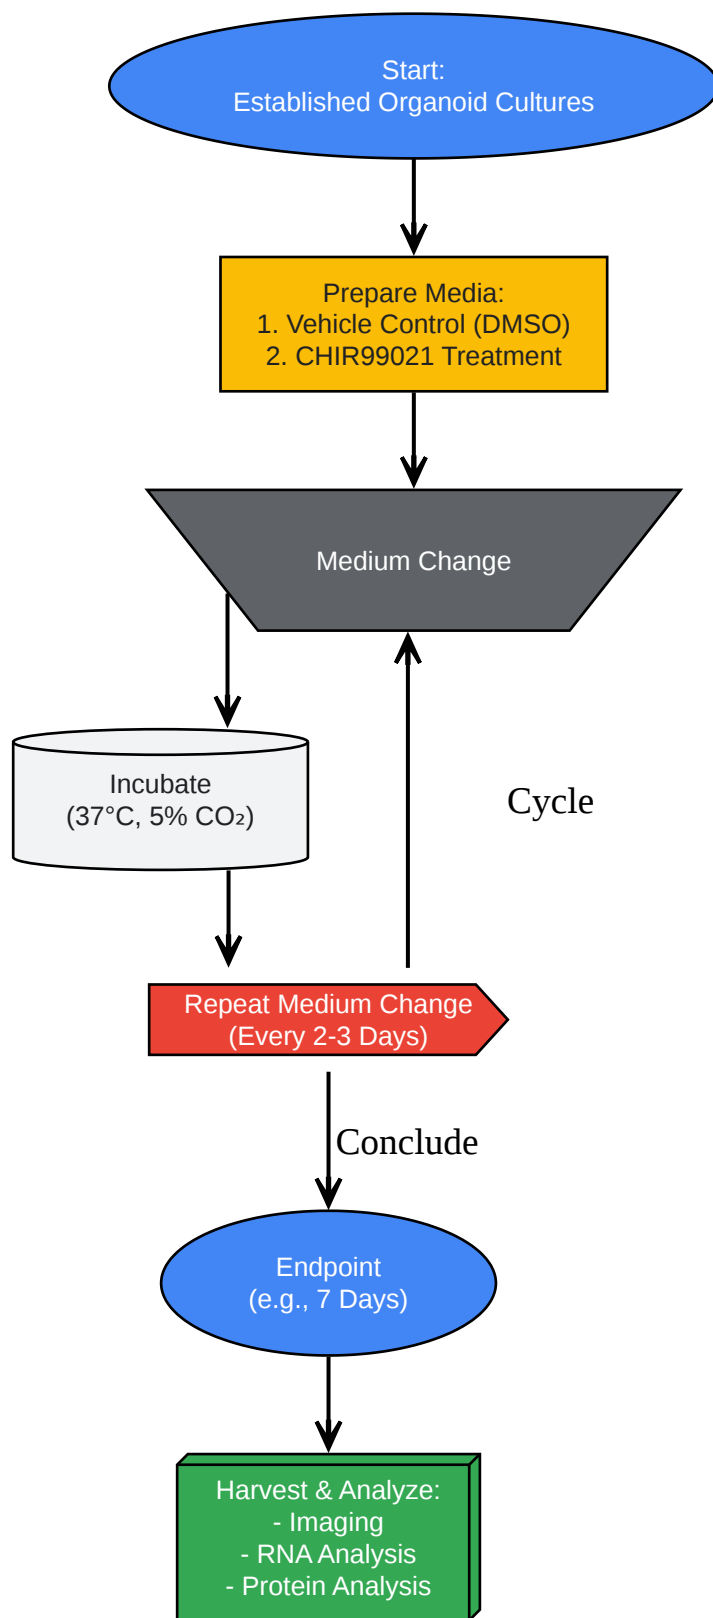 Start:
Established Organoid Cultures
Prepare Media:
1. Vehicle Control (DMSO)
2. CHIR99021 Treatment
Medium Change
Incubate
(37°C, 5% CO₂)
Cycle
Repeat Medium Change
(Every 2-3 Days)
Conclude
Endpoint
(e.g., 7 Days)
Harvest & Analyze:
- Imaging
- RNA Analysis
- Protein Analysis